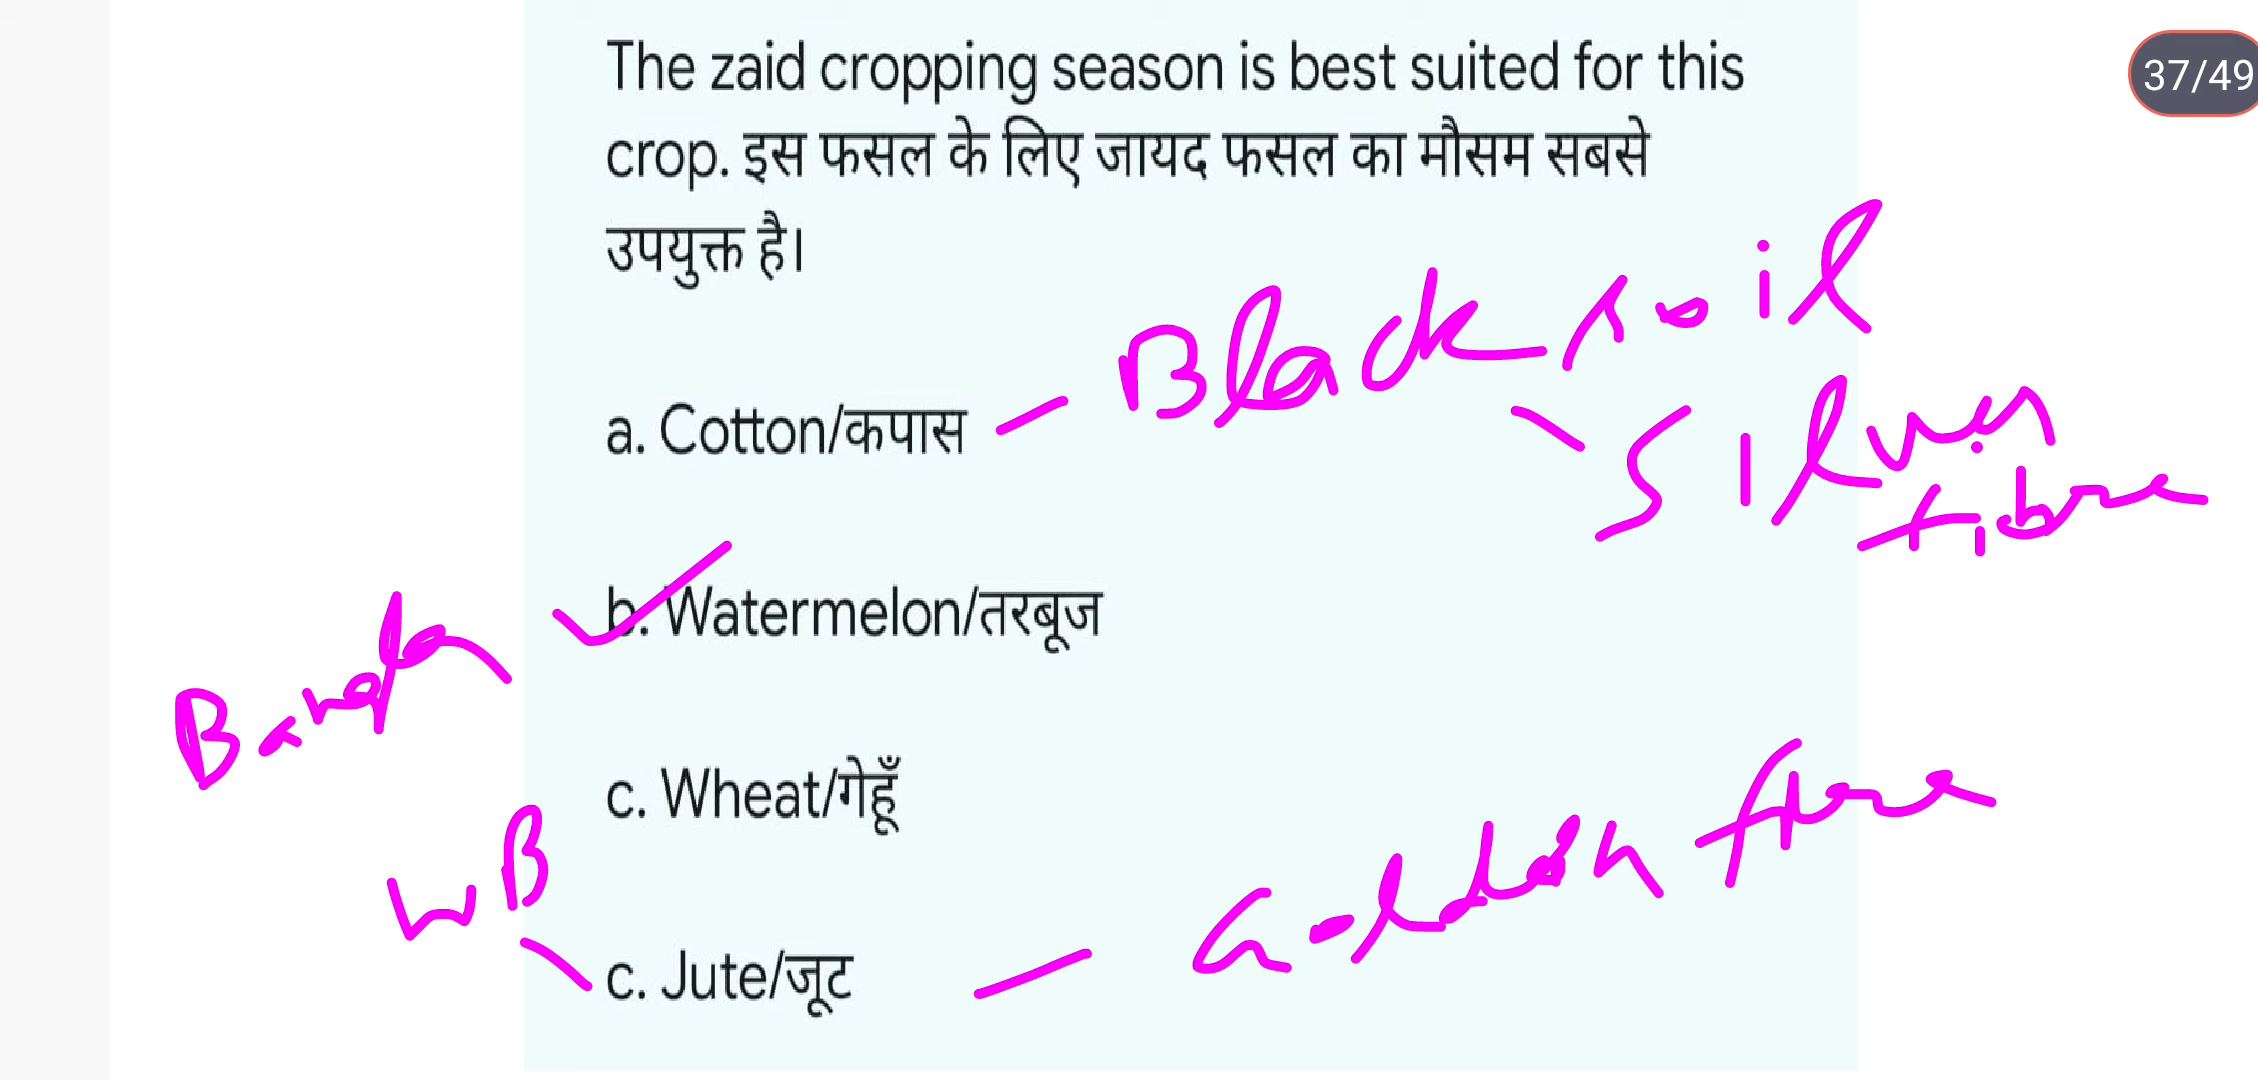 37/49
The zaid cropping season is best suited for this
crop. इस फसल के लिए जायद फसल का मौसम सबसे
उपयुक्त है।
a. Cotton/कपास - Black soil
- Silver
fibre
b. Watermelon/तरबूज
Bangla
c. Wheat/गेहूँ
WB
c. Jute/जूट - Golden fibre